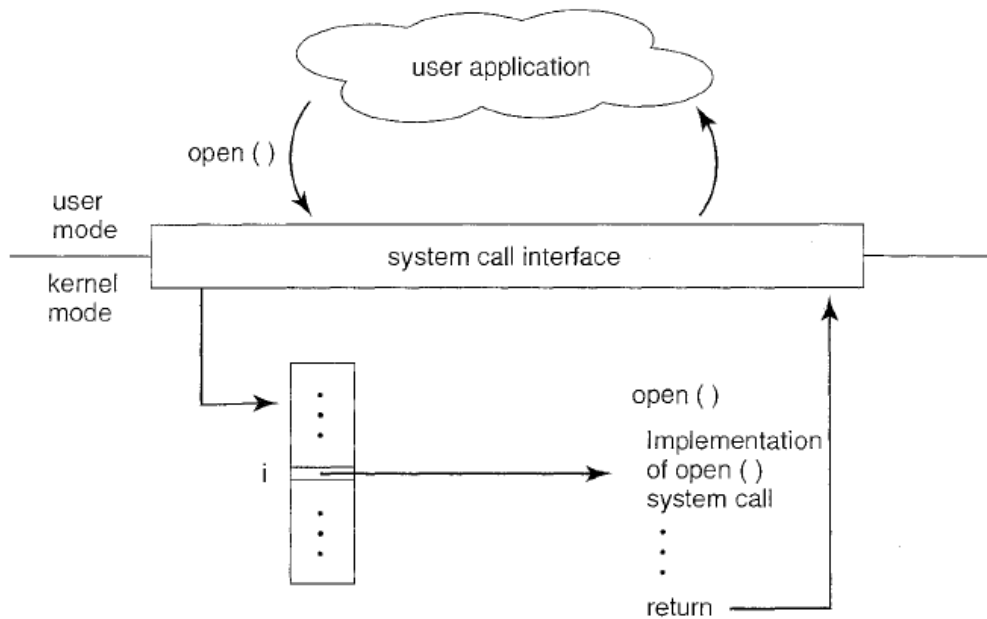 user application
open ( )
user
mode
system call interface
kernel
mode
open ( )
Implementation
of open ( )
system call
i
return